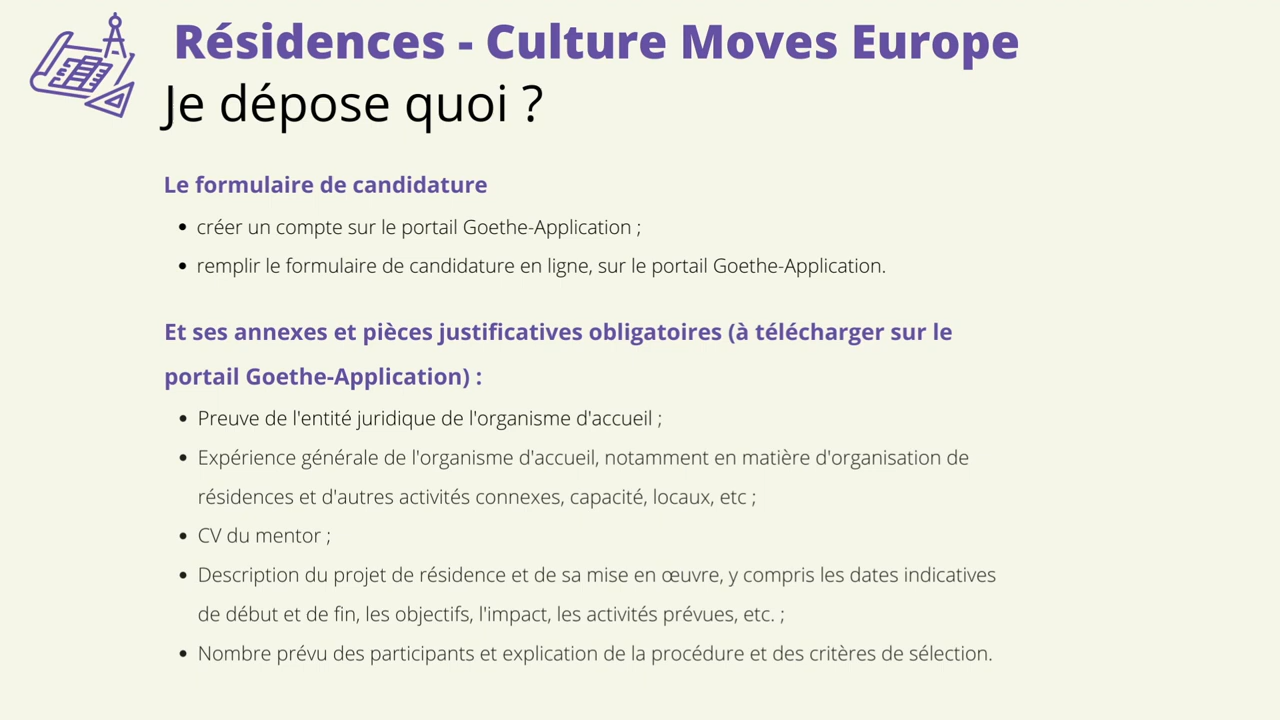 Résidences - Culture Moves Europe
Je dépose quoi ?
Le formulaire de candidature
• créer un compte sur le portail Goethe-Application ;
• remplir le formulaire de candidature en ligne, sur le portail Goethe-Application.
Et ses annexes et pièces justificatives obligatoires (à télécharger sur le
portail Goethe-Application) :
• Preuve de l'entité juridique de l'organisme d'accueil ;
• Expérience générale de l'organisme d'accueil, notamment en matière d'organisation de
résidences et d'autres activités connexes, capacité, locaux, etc ;
• CV du mentor ;
• Description du projet de résidence et de sa mise en œuvre, y compris les dates indicatives
de début et de fin, les objectifs, l'impact, les activités prévues, etc. ;
• Nombre prévu des participants et explication de la procédure et des critères de sélection.